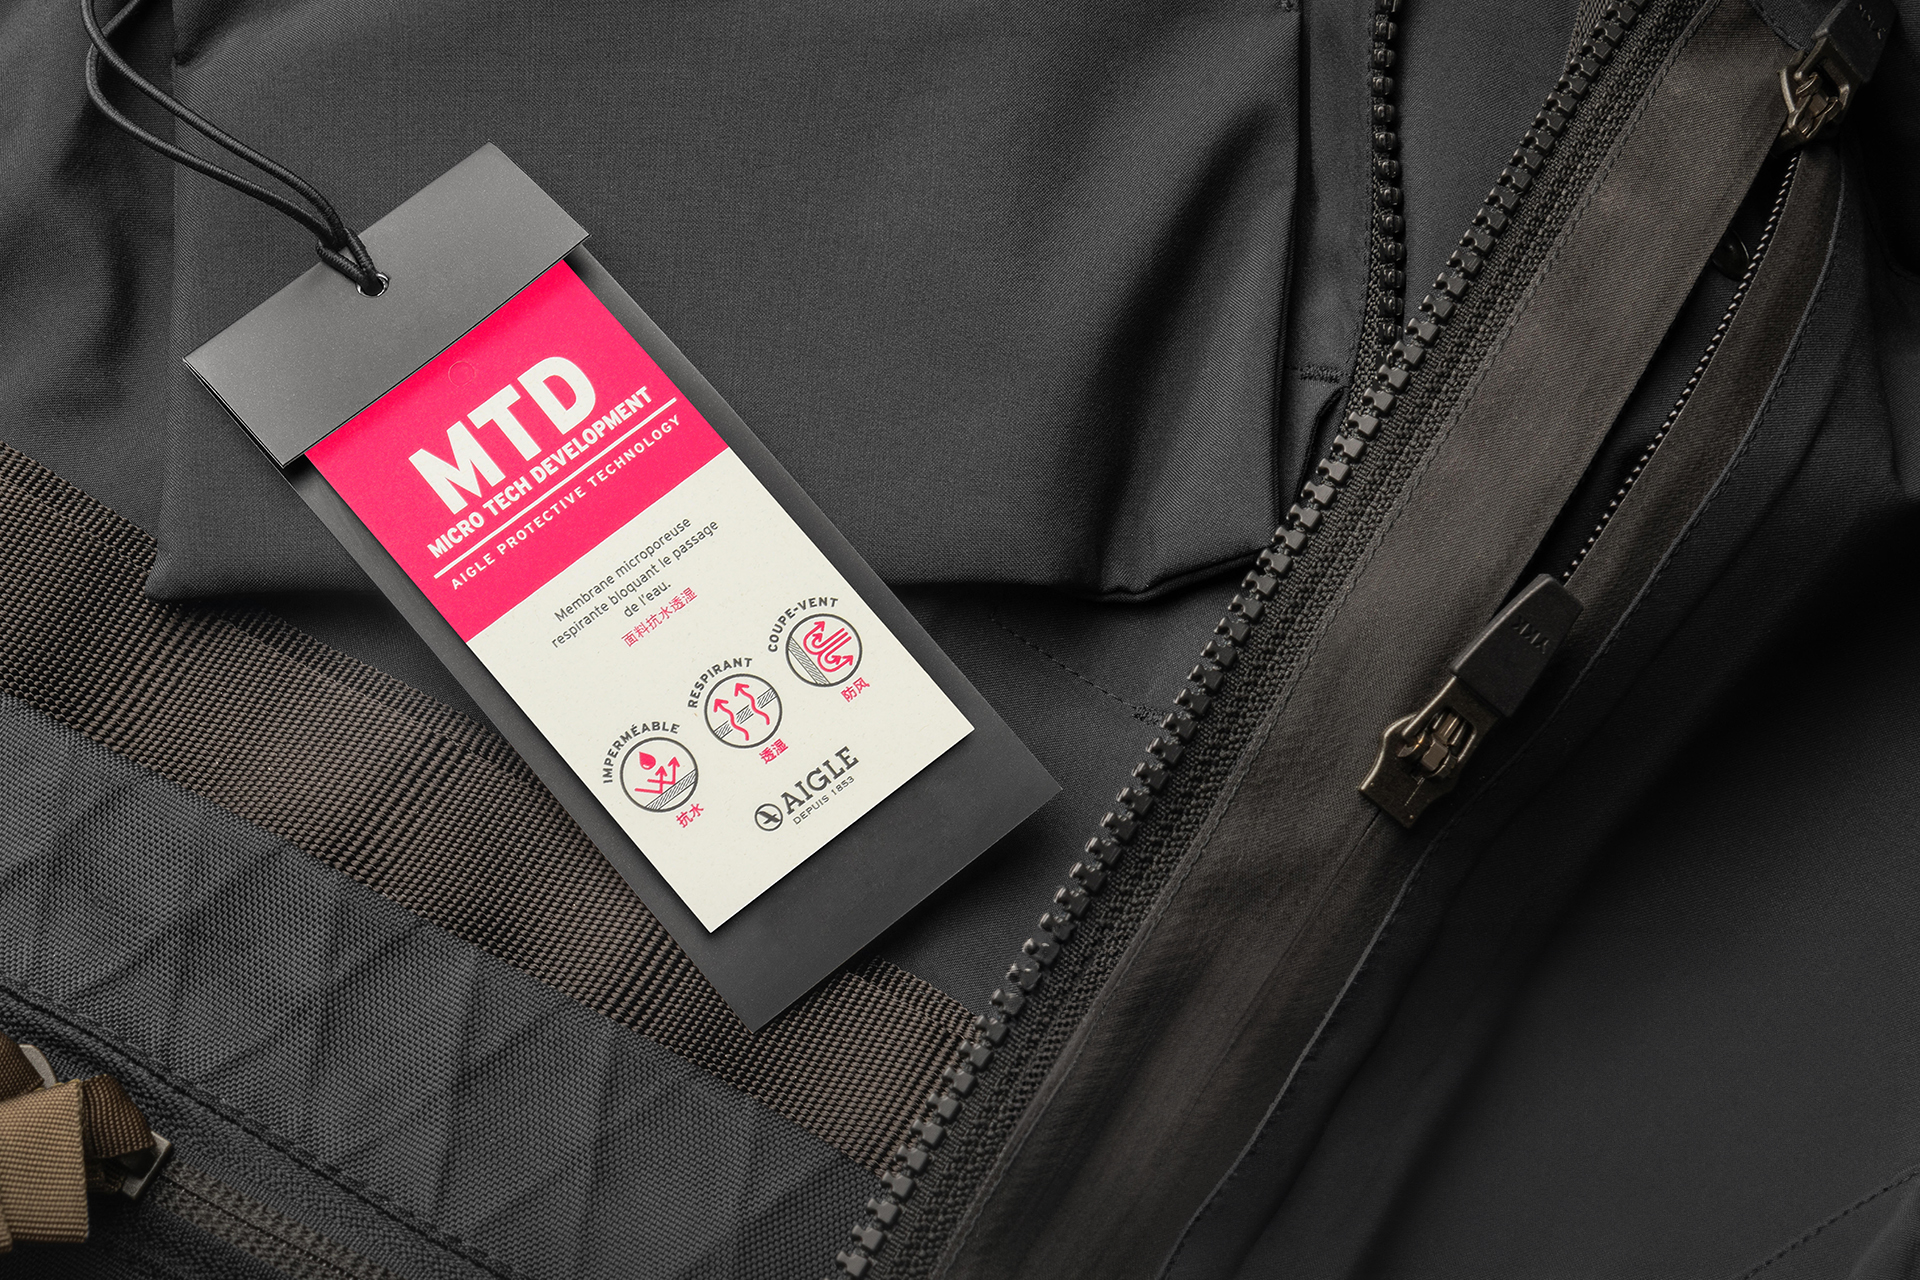 MTD
MICRO TECH DEVELOPMENT
AIGLE PROTECTIVE TECHNOLOGY
Membrane microporeuse
respirante bloquant le passage
de l'eau.
面料抗水透湿
IMPERMÉABLE
抗水
RESPIRANT
透湿
COUPE-VENT
防风
AIGLE
DEPUIS 1853